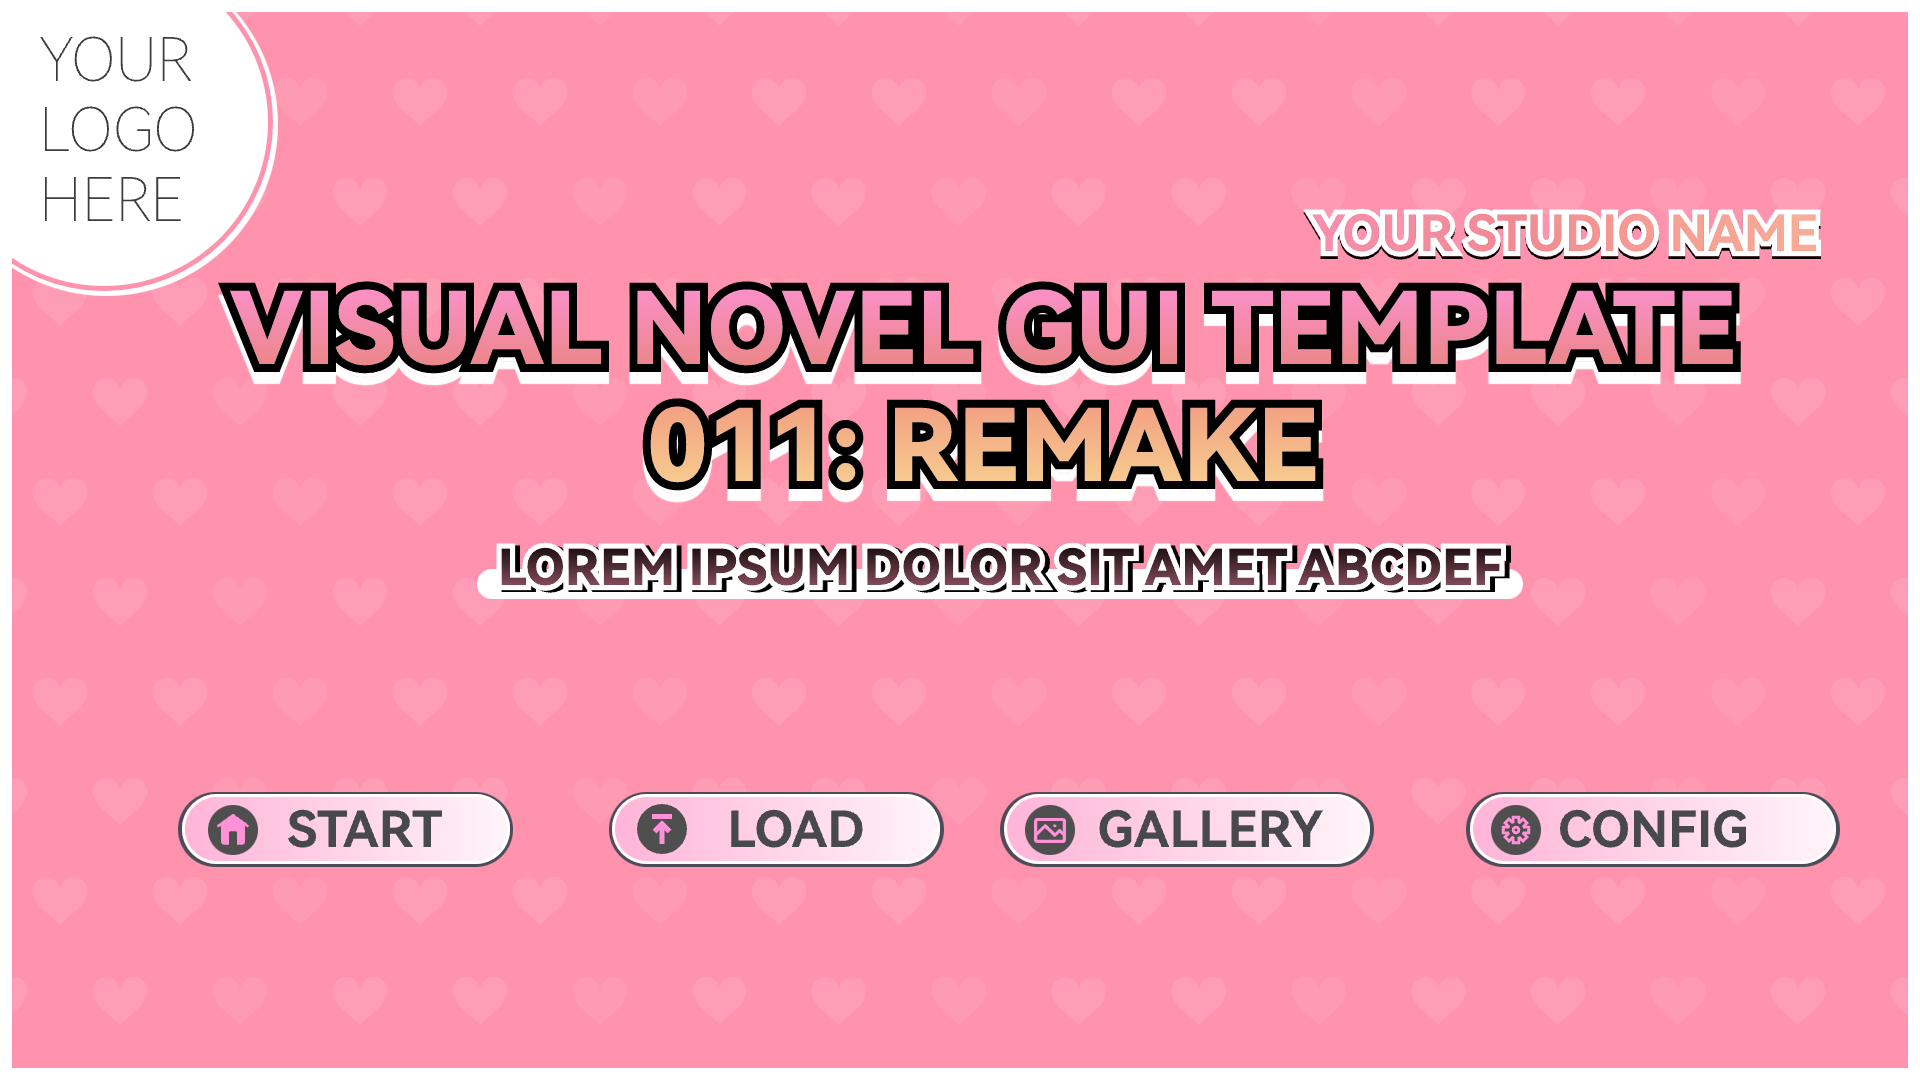 YOUR
LOGO
HERE
YOUR STUDIO NAME
VISUAL NOVEL GUI TEMPLATE
011: REMAKE
LOREM IPSUM DOLOR SIT AMET ABCDEF
START
LOAD
GALLERY
CONFIG